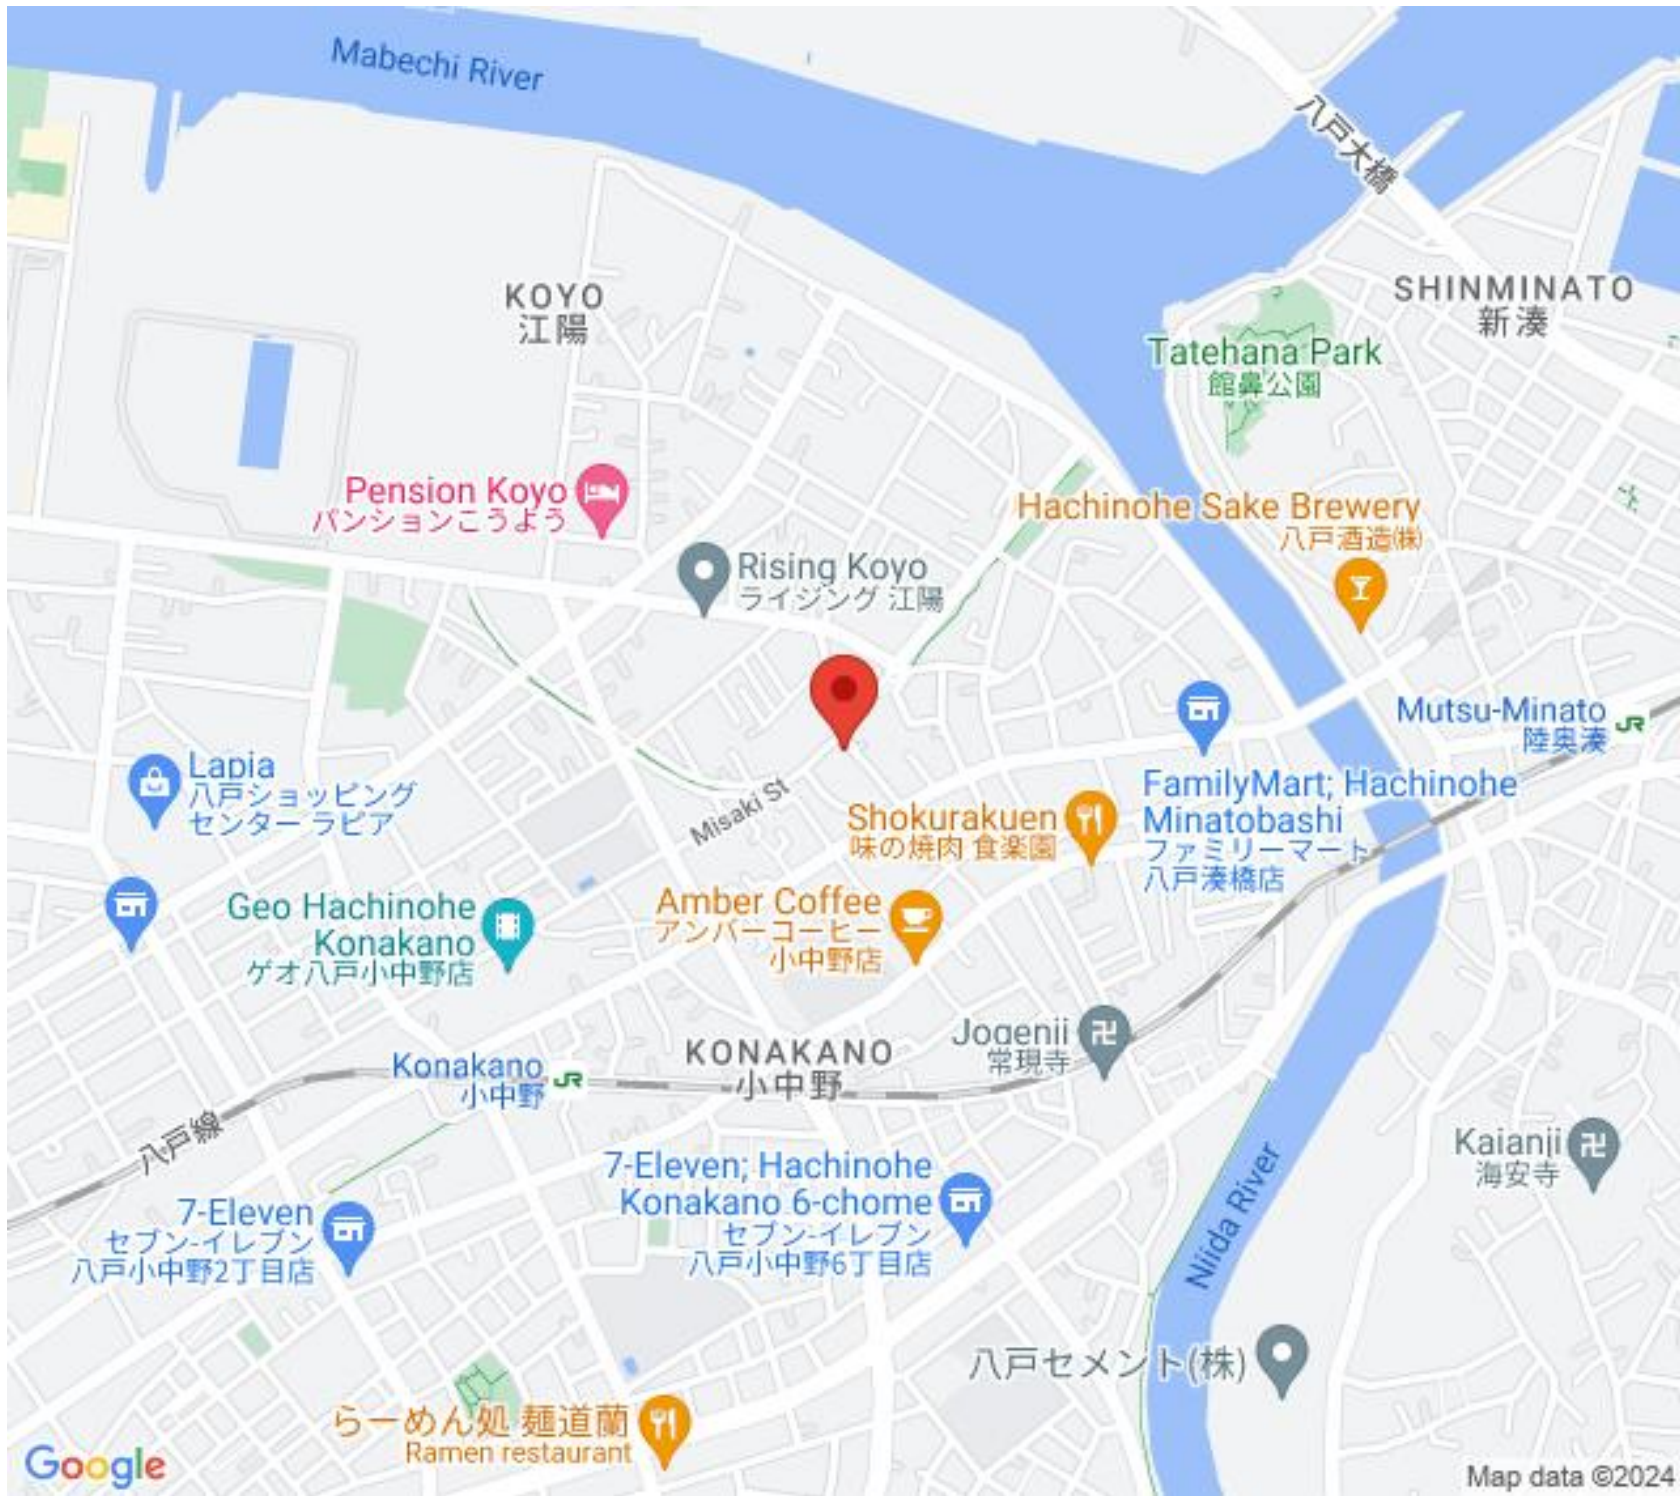 Mabechi River
八戸大橋
KOYO
江陽
SHINMINATO
新湊
Tatehana Park
館鼻公園
Pension Koyo
パンションこうよう
Hachinohe Sake Brewery
八戸酒造㈱
Rising Koyo
ライジング 江陽
Mutsu-Minato
陸奥湊
JR
Lapia
八戸ショッピング
センター ラピア
Misaki St
FamilyMart; Hachinohe
Minatobashi
ファミリーマート
八戸湊橋店
Shokurakuen
味の焼肉 食楽園
Geo Hachinohe
Konakano
ゲオ八戸小中野店
Amber Coffee
アンバーコーヒー
小中野店
Jogenji
常現寺
KONAKANO
小中野
Konakano
小中野
JR
八戸線
Kaianji
海安寺
7-Eleven; Hachinohe
Konakano 6-chome
セブン-イレブン
八戸小中野6丁目店
7-Eleven
セブン-イレブン
八戸小中野2丁目店
Niida River
八戸セメント(株)
らーめん処 麺道蘭
Ramen restaurant
Google
Map data ©2024